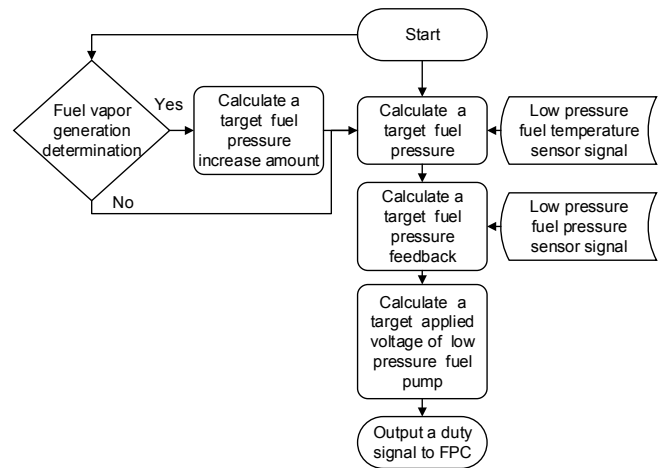 Start
Fuel vapor
generation
determination
Yes
No
Calculate a
target fuel
pressure
increase amount
Calculate a
target fuel
pressure
Low pressure
fuel temperature
sensor signal
Calculate a
target fuel
pressure
feedback
Low pressure
fuel pressure
sensor signal
Calculate a
target applied
voltage of low
pressure fuel
pump
Output a duty
signal to FPC